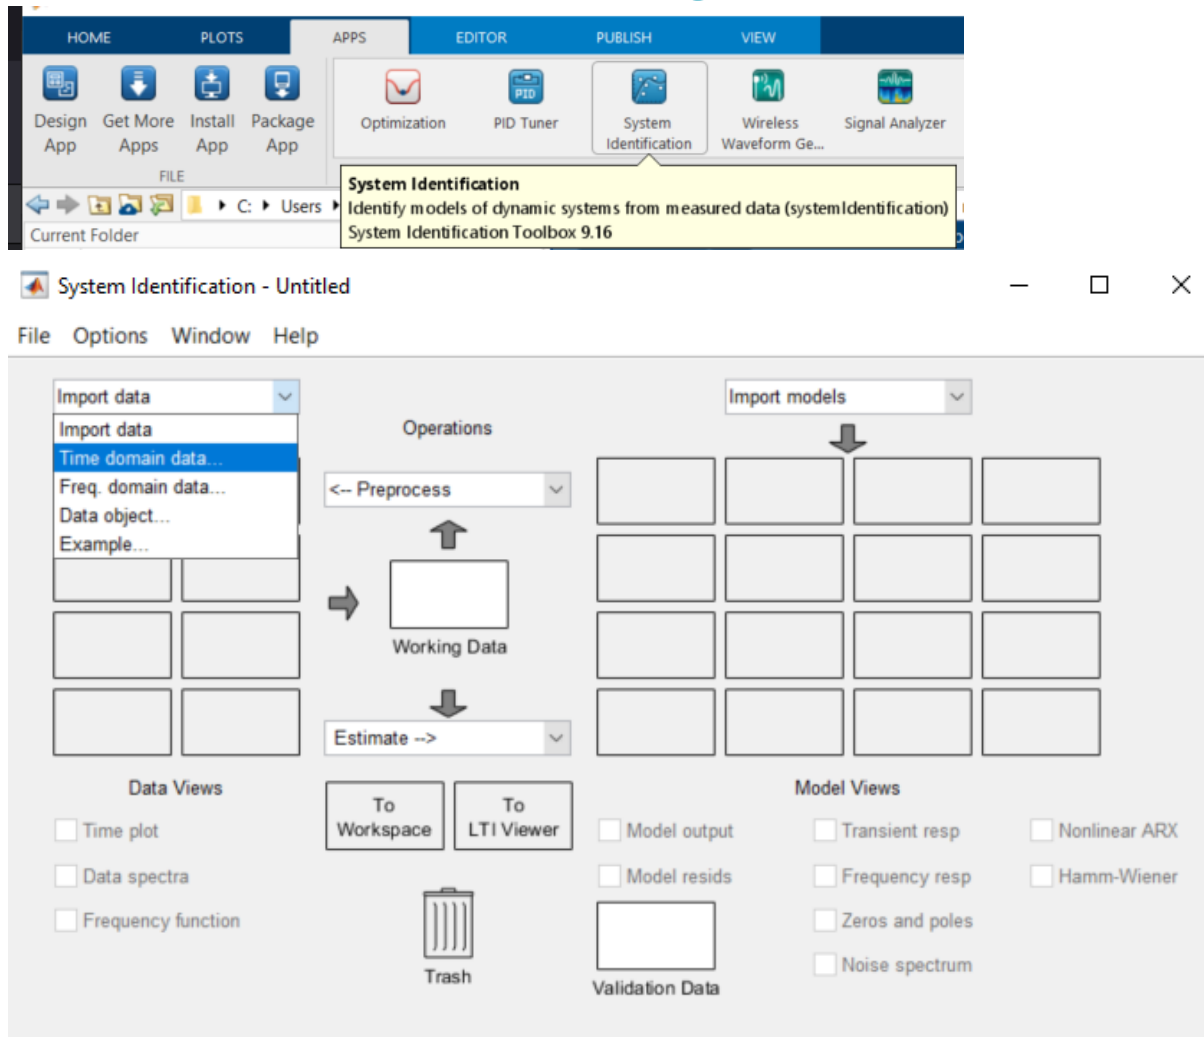 HOME PLOTS APPS EDITOR PUBLISH VIEW
Design App
Get More Apps
Install App
Package App
Optimization
PID
PID Tuner
System Identification
Wireless Waveform Ge...
Signal Analyzer
FILE
C: Users
Current Folder
System Identification
Identify models of dynamic systems from measured data (systemIdentification)
System Identification Toolbox 9.16
System Identification - Untitled
File Options Window Help
Import data
Import data
Time domain data...
Freq. domain data...
Data object...
Example...
Operations
<-- Preprocess
Working Data
Estimate -->
Import models
Data Views
Time plot
Data spectra
Frequency function
To Workspace
To LTI Viewer
Trash
Model Views
Model output
Transient resp
Nonlinear ARX
Model resids
Frequency resp
Hamm-Wiener
Zeros and poles
Noise spectrum
Validation Data